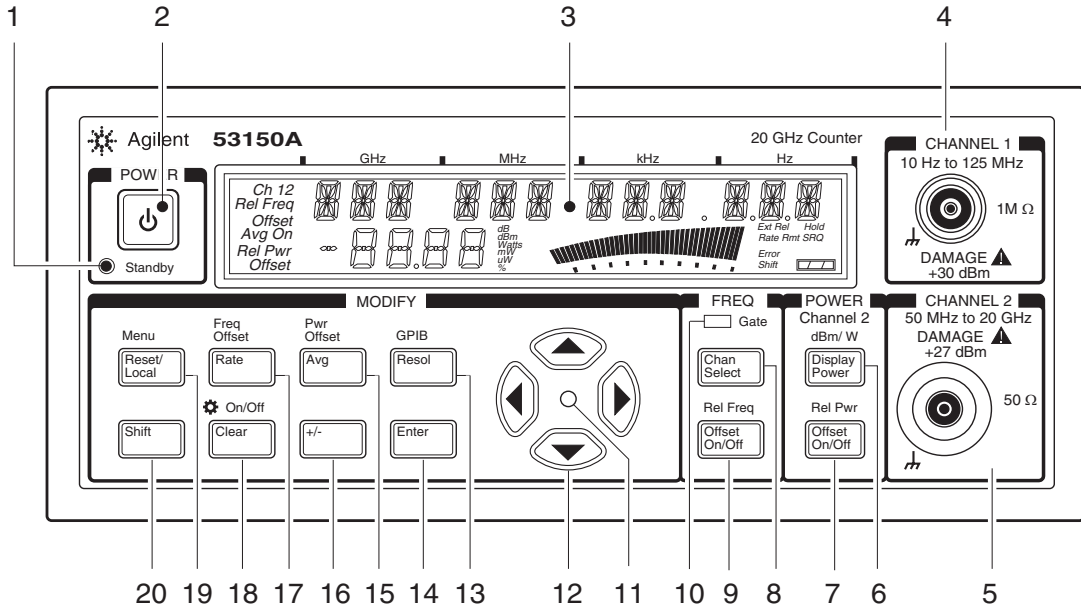 1 2 3 4
Agilent 53150A 20 GHz Counter
GHz MHz kHz Hz
POWER
Standby
Ch 12
Rel Freq
Offset
Avg On
Rel Pwr
Offset
dB
dBm
Watts
mW
uW
%
Ext Rel Hold
Rate Rmt SRQ
Error
Shift
CHANNEL 1
10 Hz to 125 MHz
1M Ω
DAMAGE
+30 dBm
MODIFY
Menu
Reset/
Local
Freq
Offset
Rate
Pwr
Offset
Avg
GPIB
Resol
Shift
On/Off
Clear
+/-
Enter
FREQ
Gate
Chan
Select
Rel Freq
Offset
On/Off
POWER
Channel 2
dBm/ W
Display
Power
Rel Pwr
Offset
On/Off
CHANNEL 2
50 MHz to 20 GHz
DAMAGE
+27 dBm
50 Ω
20 19 18 17 16 15 14 13 12 11 10 9 8 7 6 5